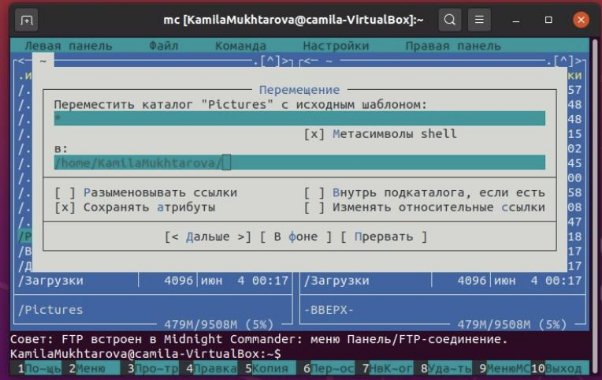 mc [KamilaMukhtarova@camila-VirtualBox]:~
Левая панель Файл Команда Настройки Правая панель
<— ~ .[^]> <— ~ .[^]>
Перемещение
Переместить каталог "Pictures" с исходным шаблоном:
*
[x] Метасимволы shell
в:
/home/KamilaMukhtarova/
[ ] Разыменовывать ссылки [ ] Внутрь подкаталога, если есть
[x] Сохранять атрибуты [ ] Изменять относительные ссылки
[< Дальше >] [ В фоне ] [ Прервать ]
/Загрузки 4096 июн 4 00:17 /Загрузки 4096 июн 4 00:17
/Pictures -ВВЕРХ-
479M/9508M (5%) 479M/9508M (5%)
Совет: FTP встроен в Midnight Commander: меню Панель/FTP-соединение.
KamilaMukhtarova@camila-VirtualBox:~$
1По~щь 2Меню 3Про~тр 4Правка 5Копия 6Пер~ос 7НвК~ог 8Уда~ть 9МенюMC 10Выход